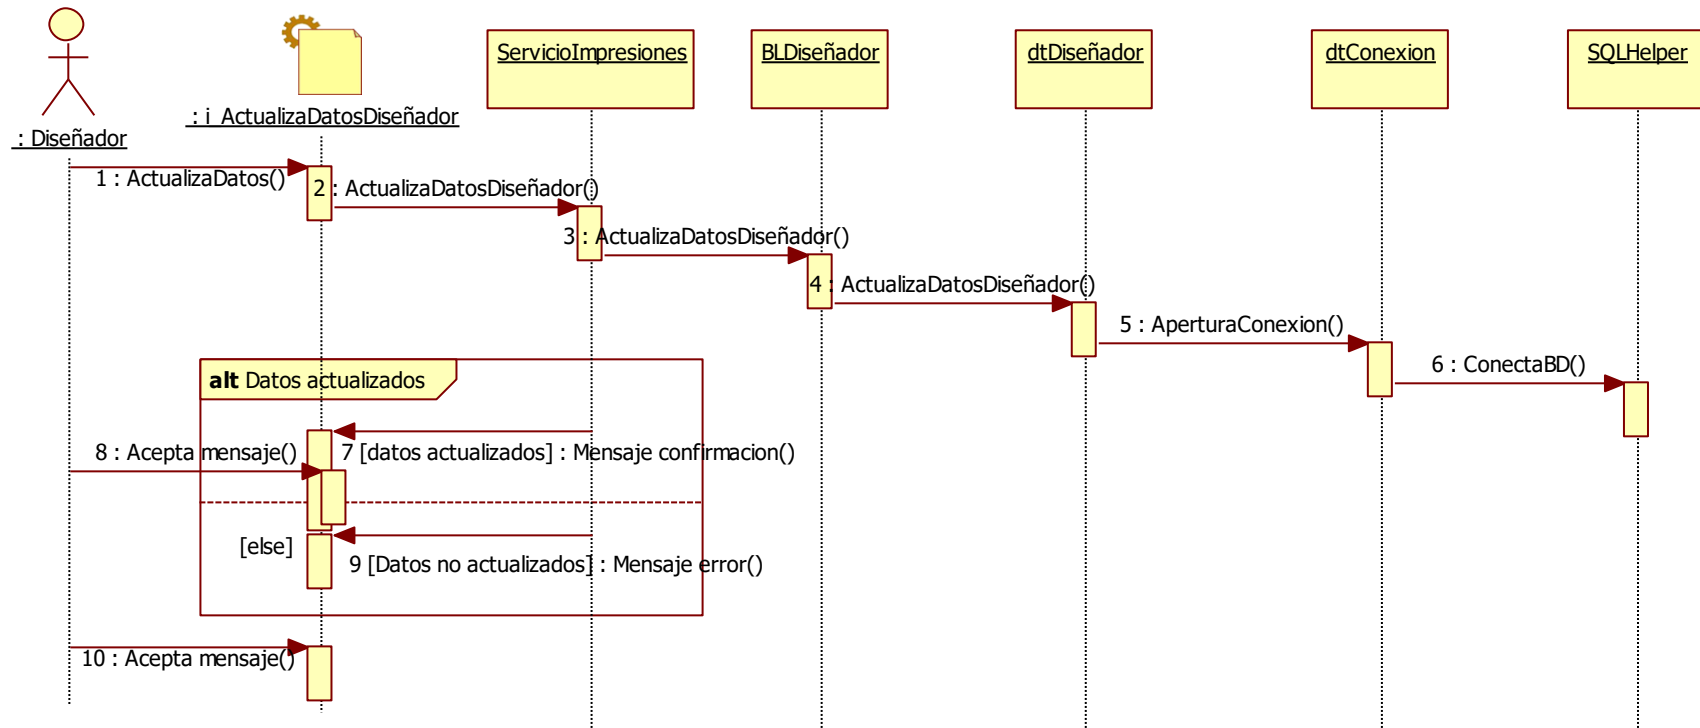 ServicioImpresiones
BLDiseñador
dtDiseñador
dtConexion
SQLHelper
: i_ActualizaDatosDiseñador
: Diseñador
1 : ActualizaDatos()
2 : ActualizaDatosDiseñador()
3 : ActualizaDatosDiseñador()
4 : ActualizaDatosDiseñador()
5 : AperturaConexion()
6 : ConectaBD()
alt Datos actualizados
8 : Acepta mensaje()
7 [datos actualizados] : Mensaje confirmacion()
[else]
9 [Datos no actualizados] : Mensaje error()
10 : Acepta mensaje()